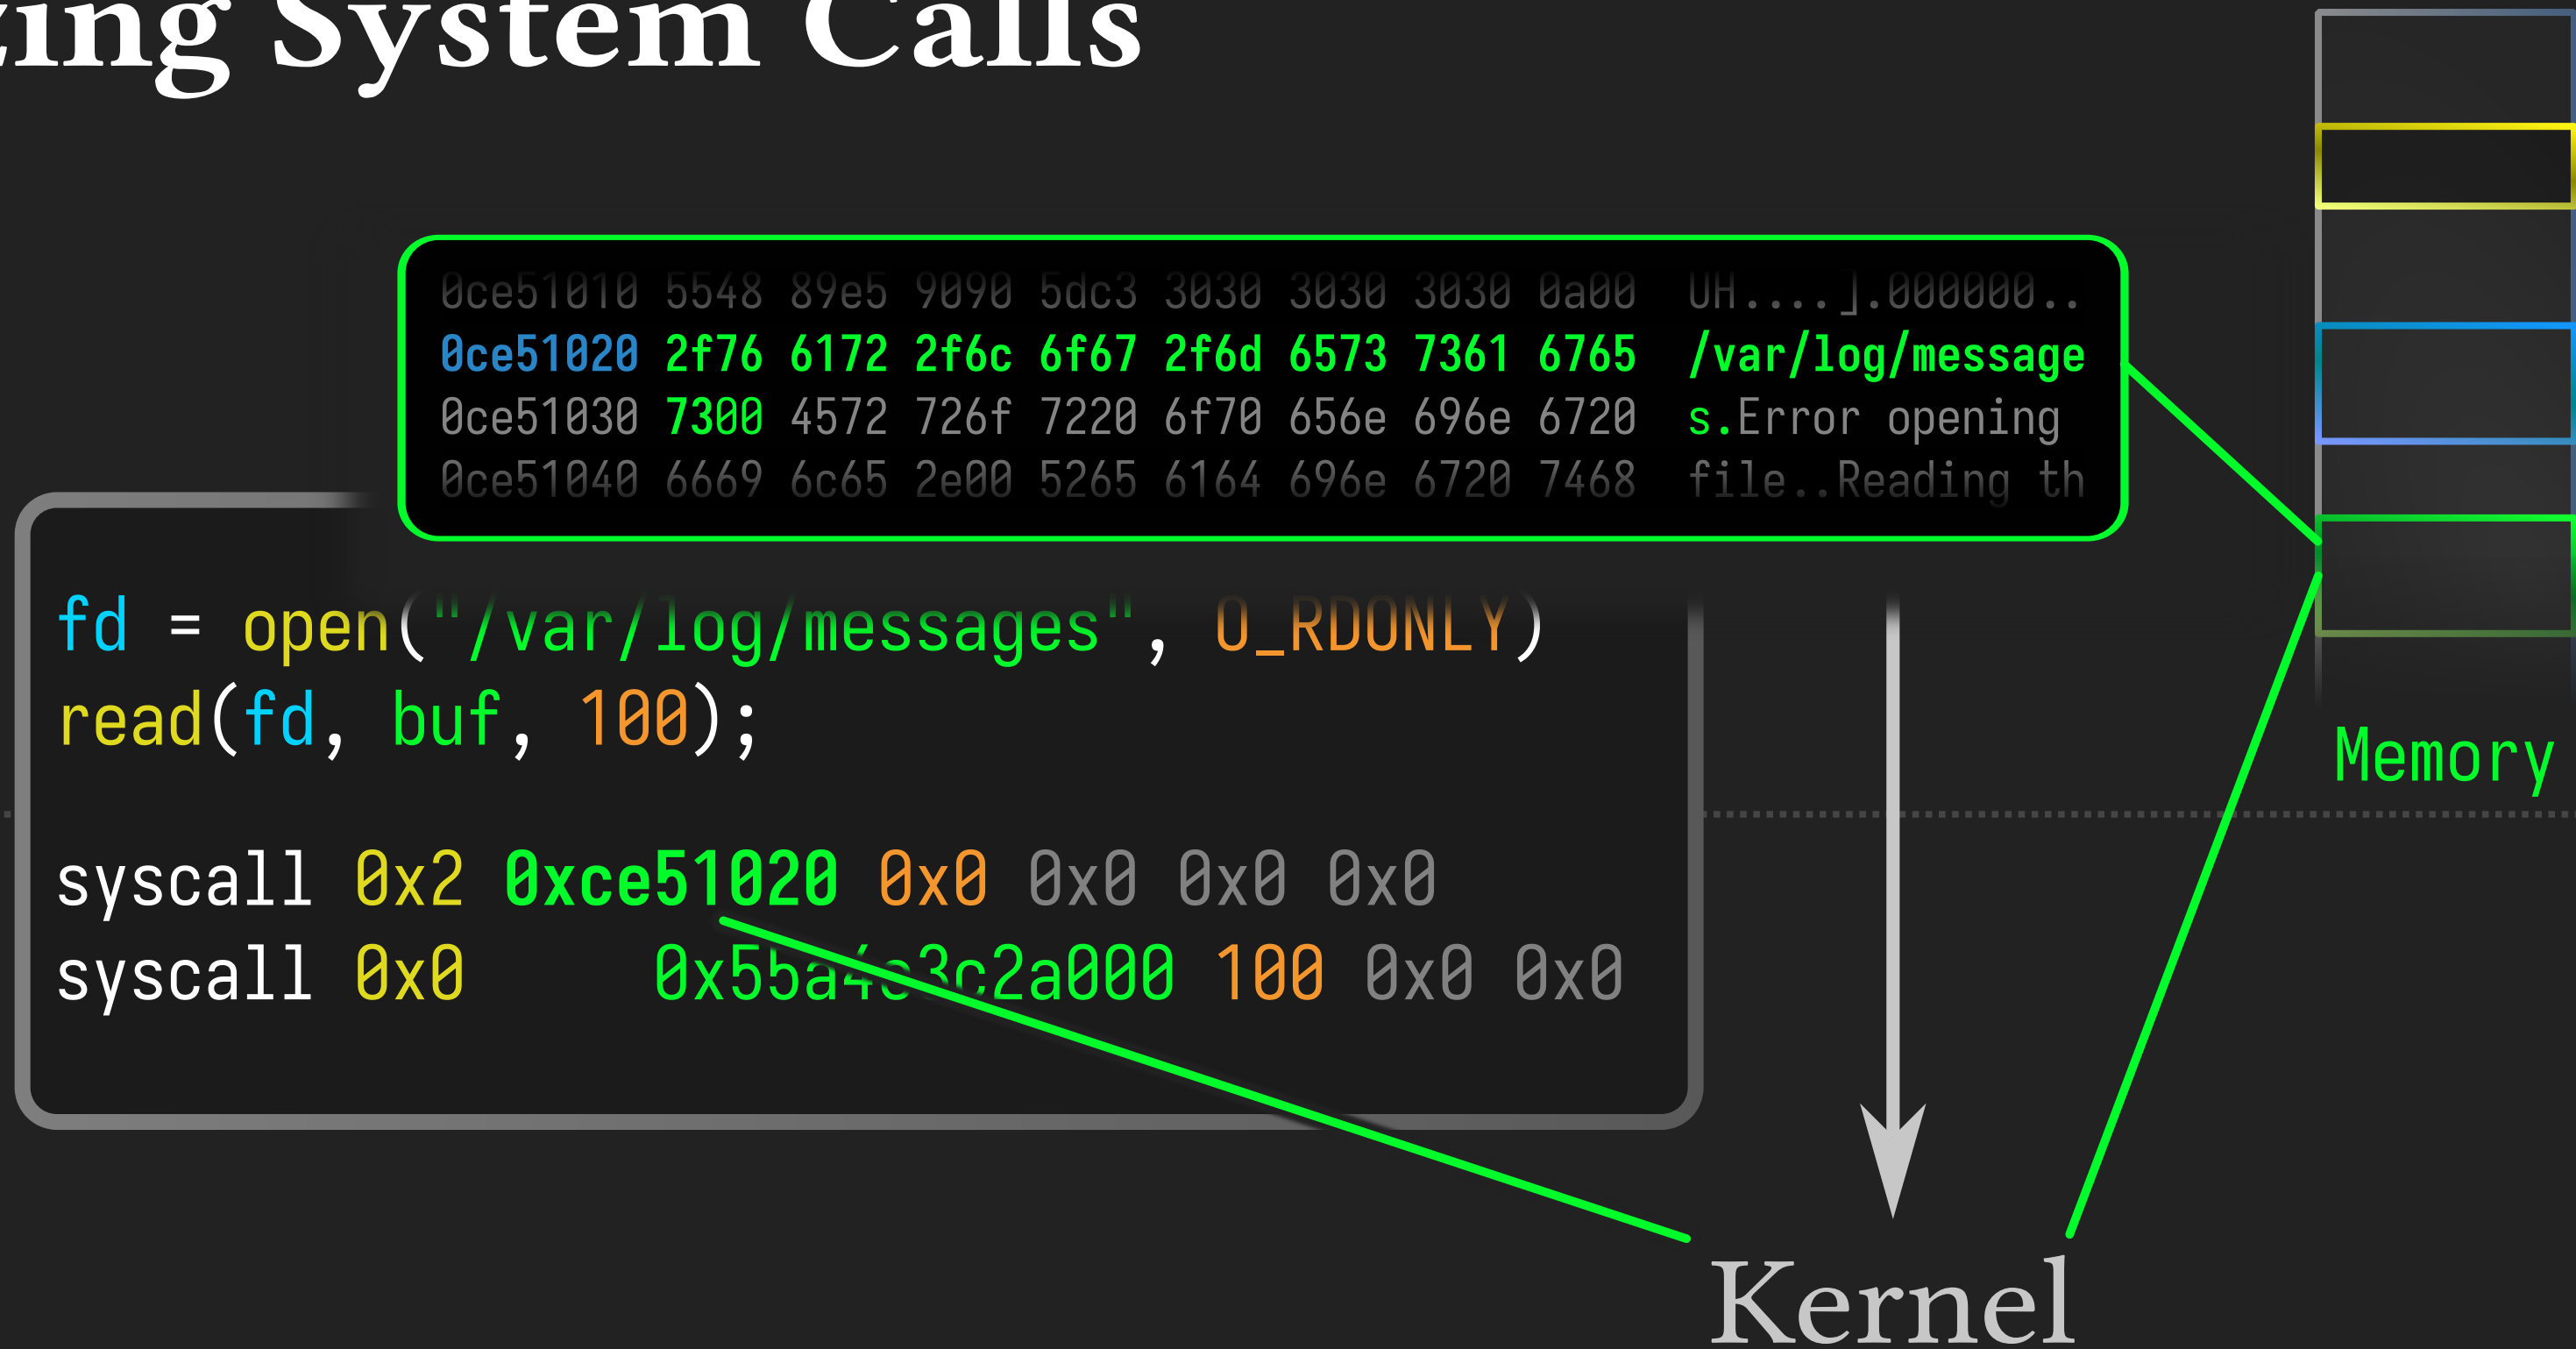 zing System Calls
0ce51010 5548 89e5 9090 5dc3 3030 3030 3030 0a00 UH....].000000..
0ce51020 2f76 6172 2f6c 6f67 2f6d 6573 7361 6765 /var/log/message
0ce51030 7300 4572 726f 7220 6f70 656e 696e 6720 s.Error opening
0ce51040 6669 6c65 2e00 5265 6164 696e 6720 7468 file..Reading th
fd = open("/var/log/messages", O_RDONLY)
read(fd, buf, 100);
Memory
syscall 0x2 0xce51020 0x0 0x0 0x0 0x0
syscall 0x0 0x5ba4c3c2a000 100 0x0 0x0
Kernel